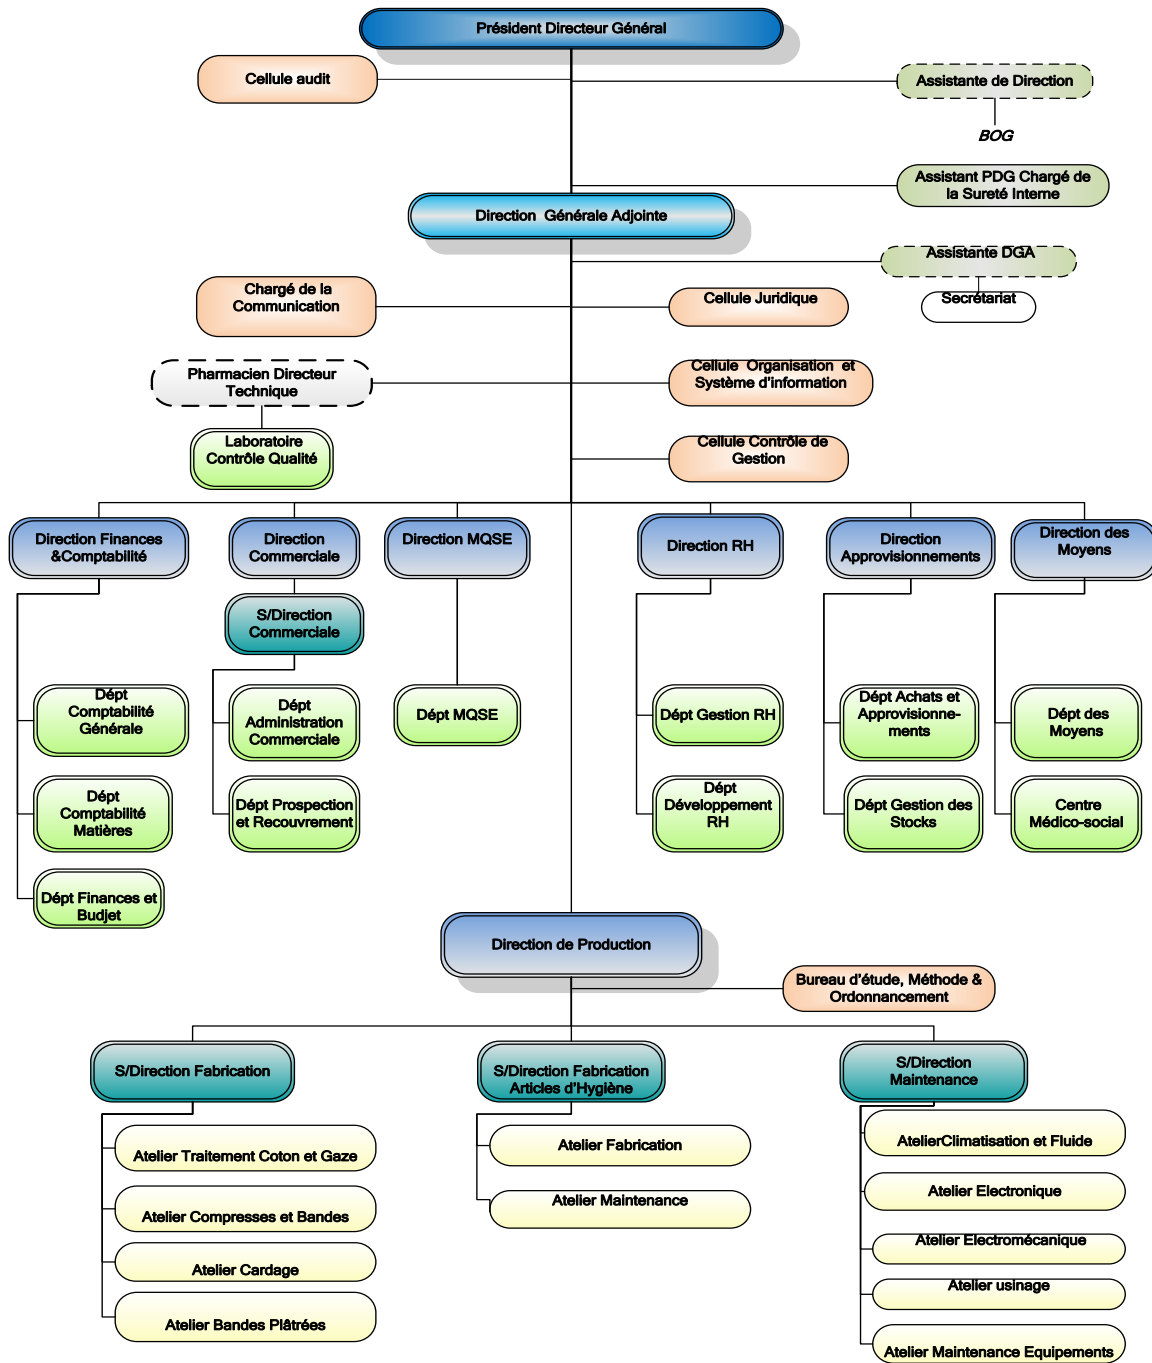 Président Directeur Général
Cellule audit
Assistante de Direction
BOG
Assistant PDG Chargé de
la Sureté Interne
Direction Générale Adjointe
Assistante DGA
Secrétariat
Chargé de la
Communication
Cellule Juridique
Pharmacien Directeur
Technique
Cellule Organisation et
Système d'information
Laboratoire
Contrôle Qualité
Cellule Contrôle de
Gestion
Direction Finances
&Comptabilité
Direction
Commerciale
Direction MQSE
Direction RH
Direction
Approvisionnements
Direction des
Moyens
S/Direction
Commerciale
Dépt
Comptabilité
Générale
Dépt
Administration
Commerciale
Dépt MQSE
Dépt Gestion RH
Dépt Achats et
Approvisionne-
ments
Dépt des
Moyens
Dépt
Comptabilité
Matières
Dépt Prospection
et Recouvrement
Dépt
Développement
RH
Dépt Gestion des
Stocks
Centre
Médico-social
Dépt Finances et
Budjet
Direction de Production
Bureau d'étude, Méthode &
Ordonnancement
S/Direction Fabrication
S/Direction Fabrication
Articles d'Hygiène
S/Direction
Maintenance
Atelier Traitement Coton et Gaze
Atelier Compresses et Bandes
Atelier Cardage
Atelier Bandes Plâtrées
Atelier Fabrication
Atelier Maintenance
AtelierClimatisation et Fluide
Atelier Electronique
Atelier Electromécanique
Atelier usinage
Atelier Maintenance Equipements